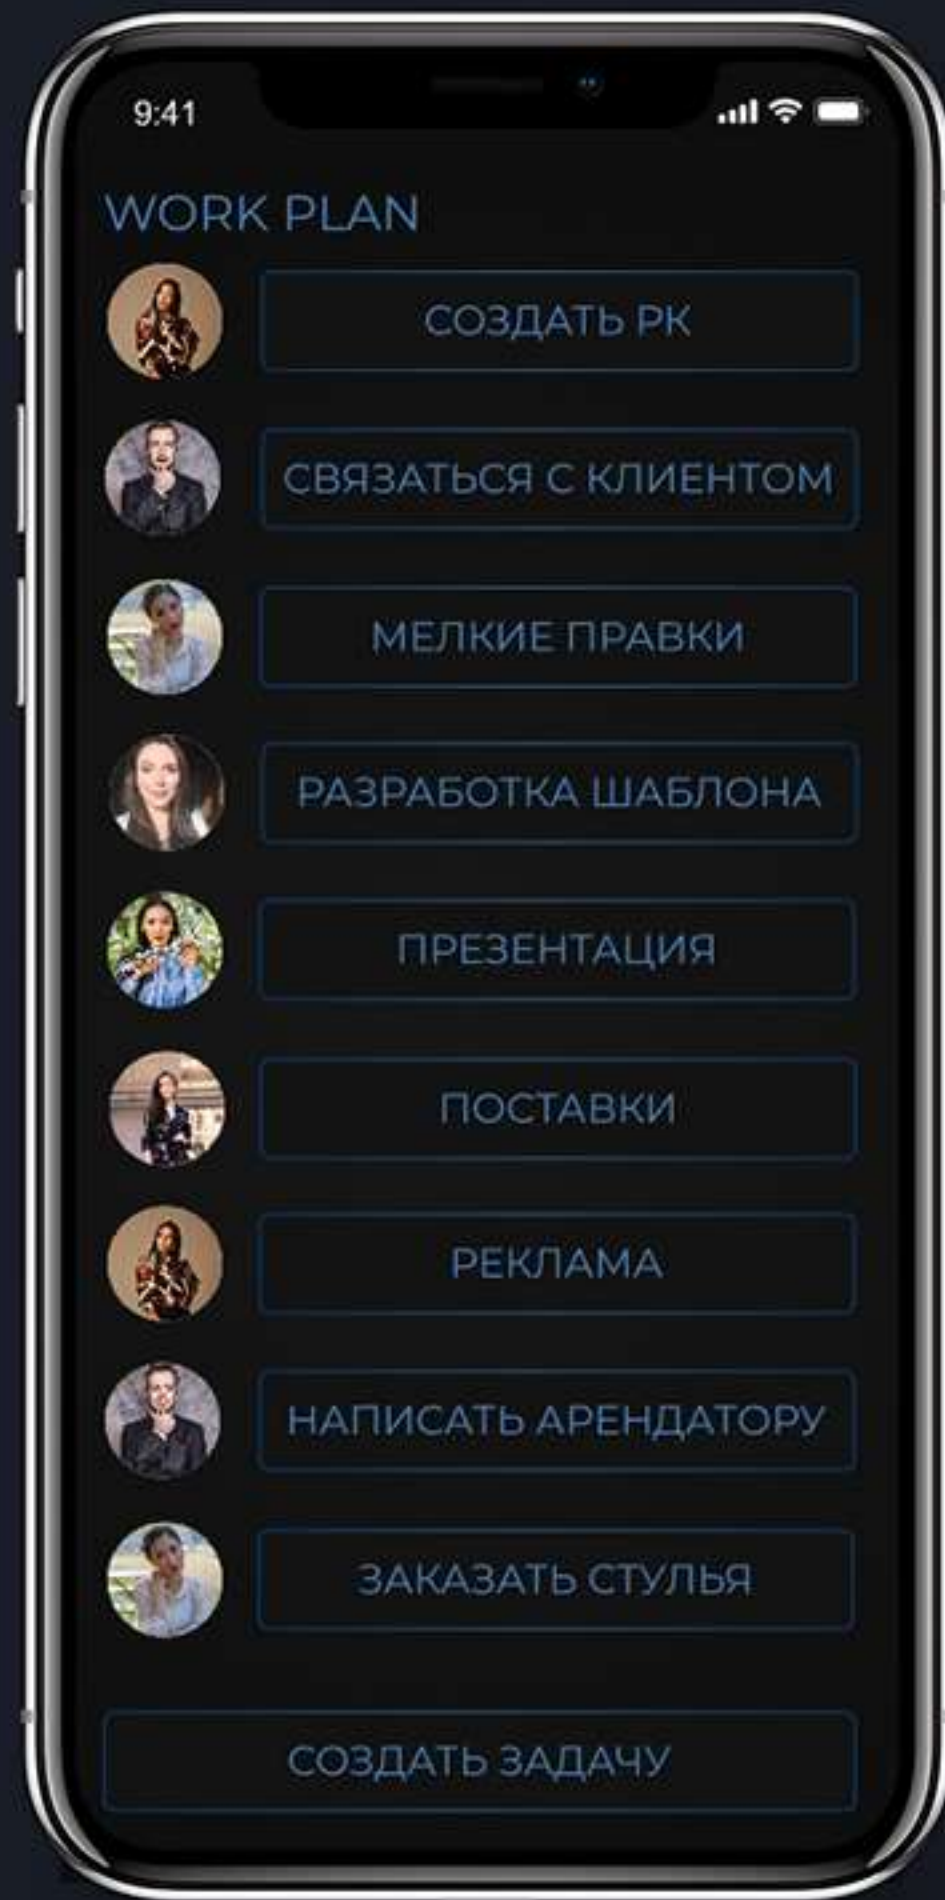 9:41
WORK PLAN
СОЗДАТЬ РК
СВЯЗАТЬСЯ С КЛИЕНТОМ
МЕЛКИЕ ПРАВКИ
РАЗРАБОТКА ШАБЛОНА
ПРЕЗЕНТАЦИЯ
ПОСТАВКИ
РЕКЛАМА
НАПИСАТЬ АРЕНДАТОРУ
ЗАКАЗАТЬ СТУЛЬЯ
СОЗДАТЬ ЗАДАЧУ